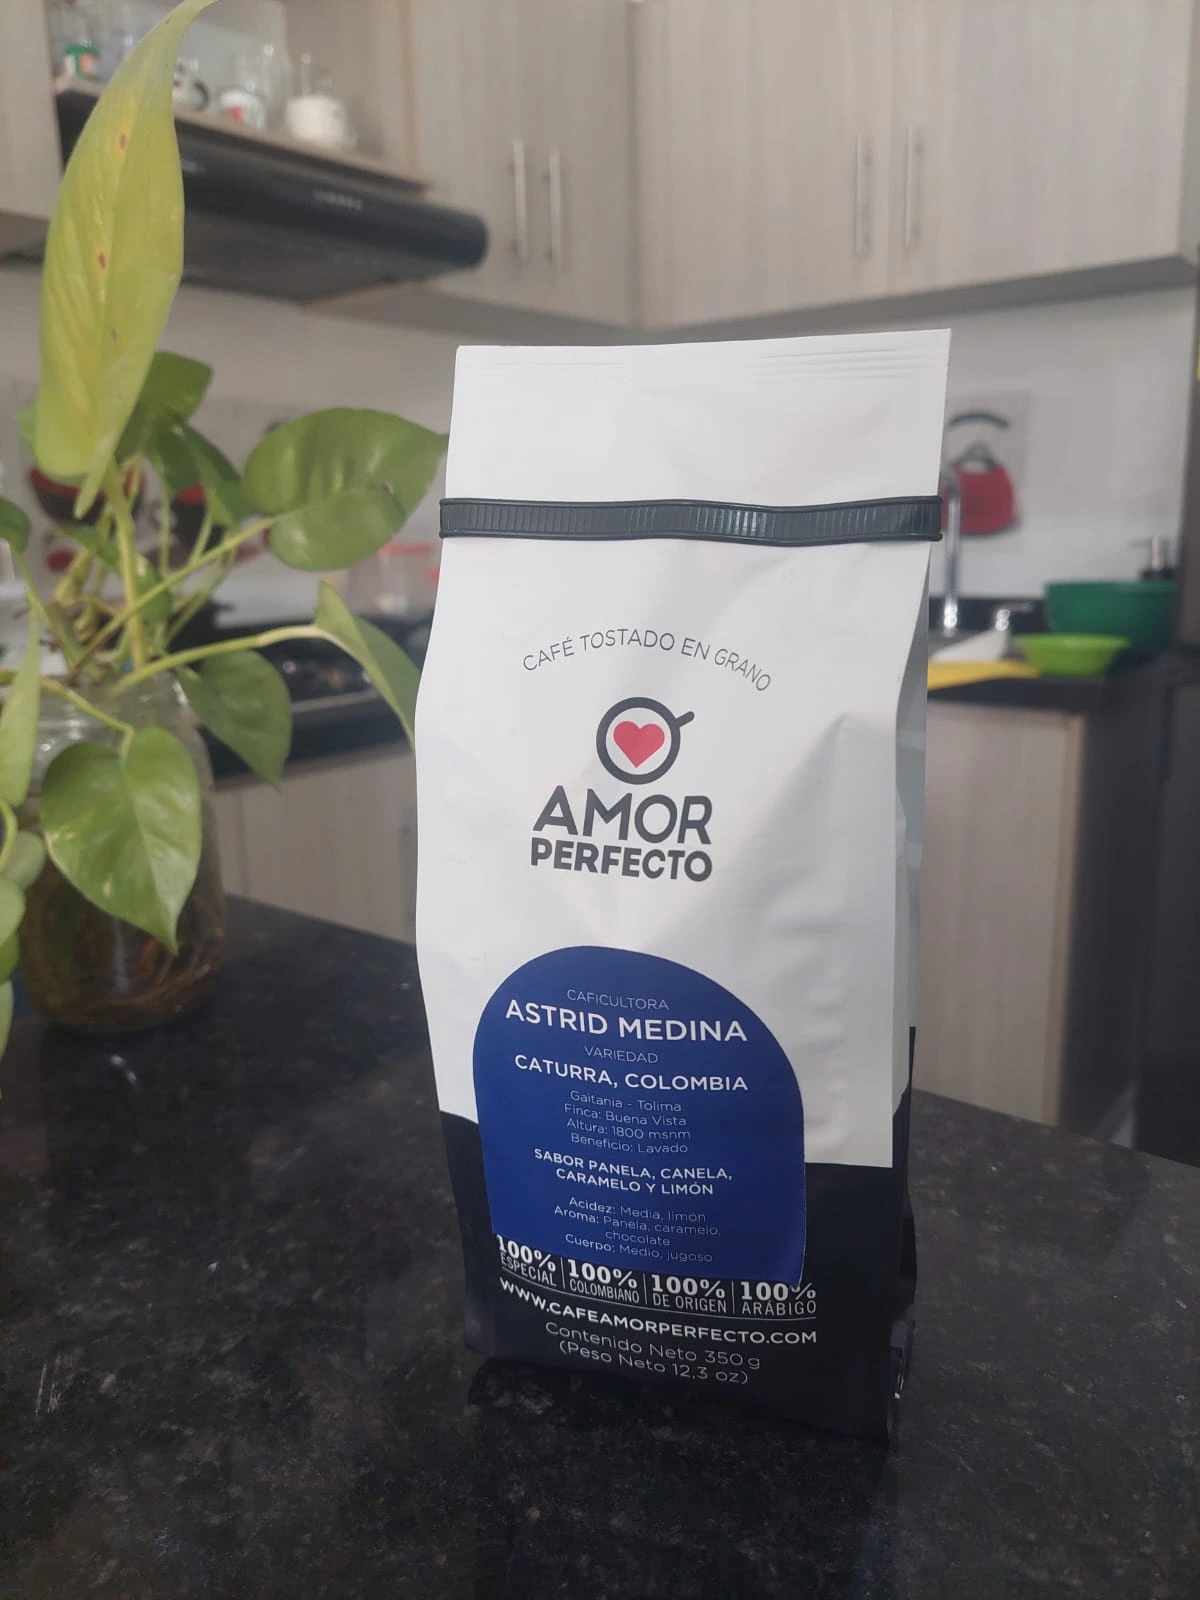 CAFÉ TOSTADO EN GRANO
AMOR
PERFECTO
CAFICULTORA
ASTRID MEDINA
VARIEDAD
CATURRA, COLOMBIA
Gaitania - Tolima
Finca: Buena Vista
Altura: 1800 msnm
Beneficio: Lavado
SABOR PANELA, CANELA,
CARAMELO Y LIMÓN
Acidez: Media, limón
Aroma: Panela, caramelo,
chocolate
Cuerpo: Medio, jugoso
100% 100% 100% 100%
ESPECIAL COLOMBIANO DE ORIGEN ARÁBIGO
WWW.CAFEAMORPERFECTO.COM
Contenido Neto 350 g
(Peso Neto 12,3 oz)